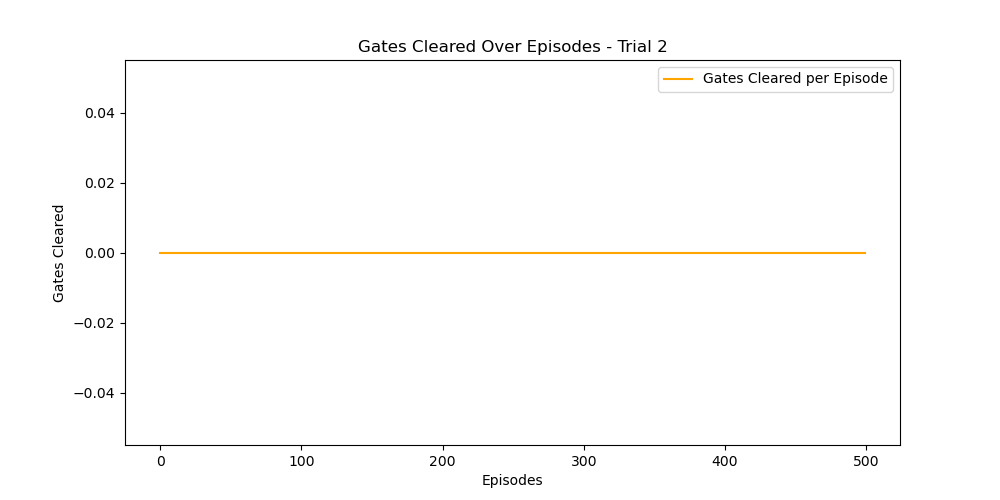 Gates Cleared Over Episodes - Trial 2
Gates Cleared per Episode
0.04
0.02
0.00
−0.02
−0.04
Gates Cleared
0
100
200
300
400
500
Episodes